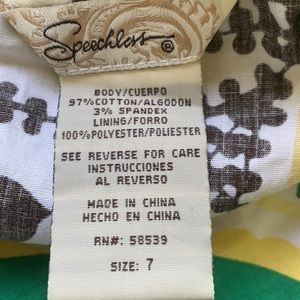 Speechless ®
BODY/CUERPO
97%COTTON/ALGODON
3% SPANDEX
LINING/FORRO
100%POLYESTER/POLIESTER
SEE REVERSE FOR CARE
INSTRUCCIONES
AL REVERSO
MADE IN CHINA
HECHO EN CHINA
RN#: 58539
SIZE: 7